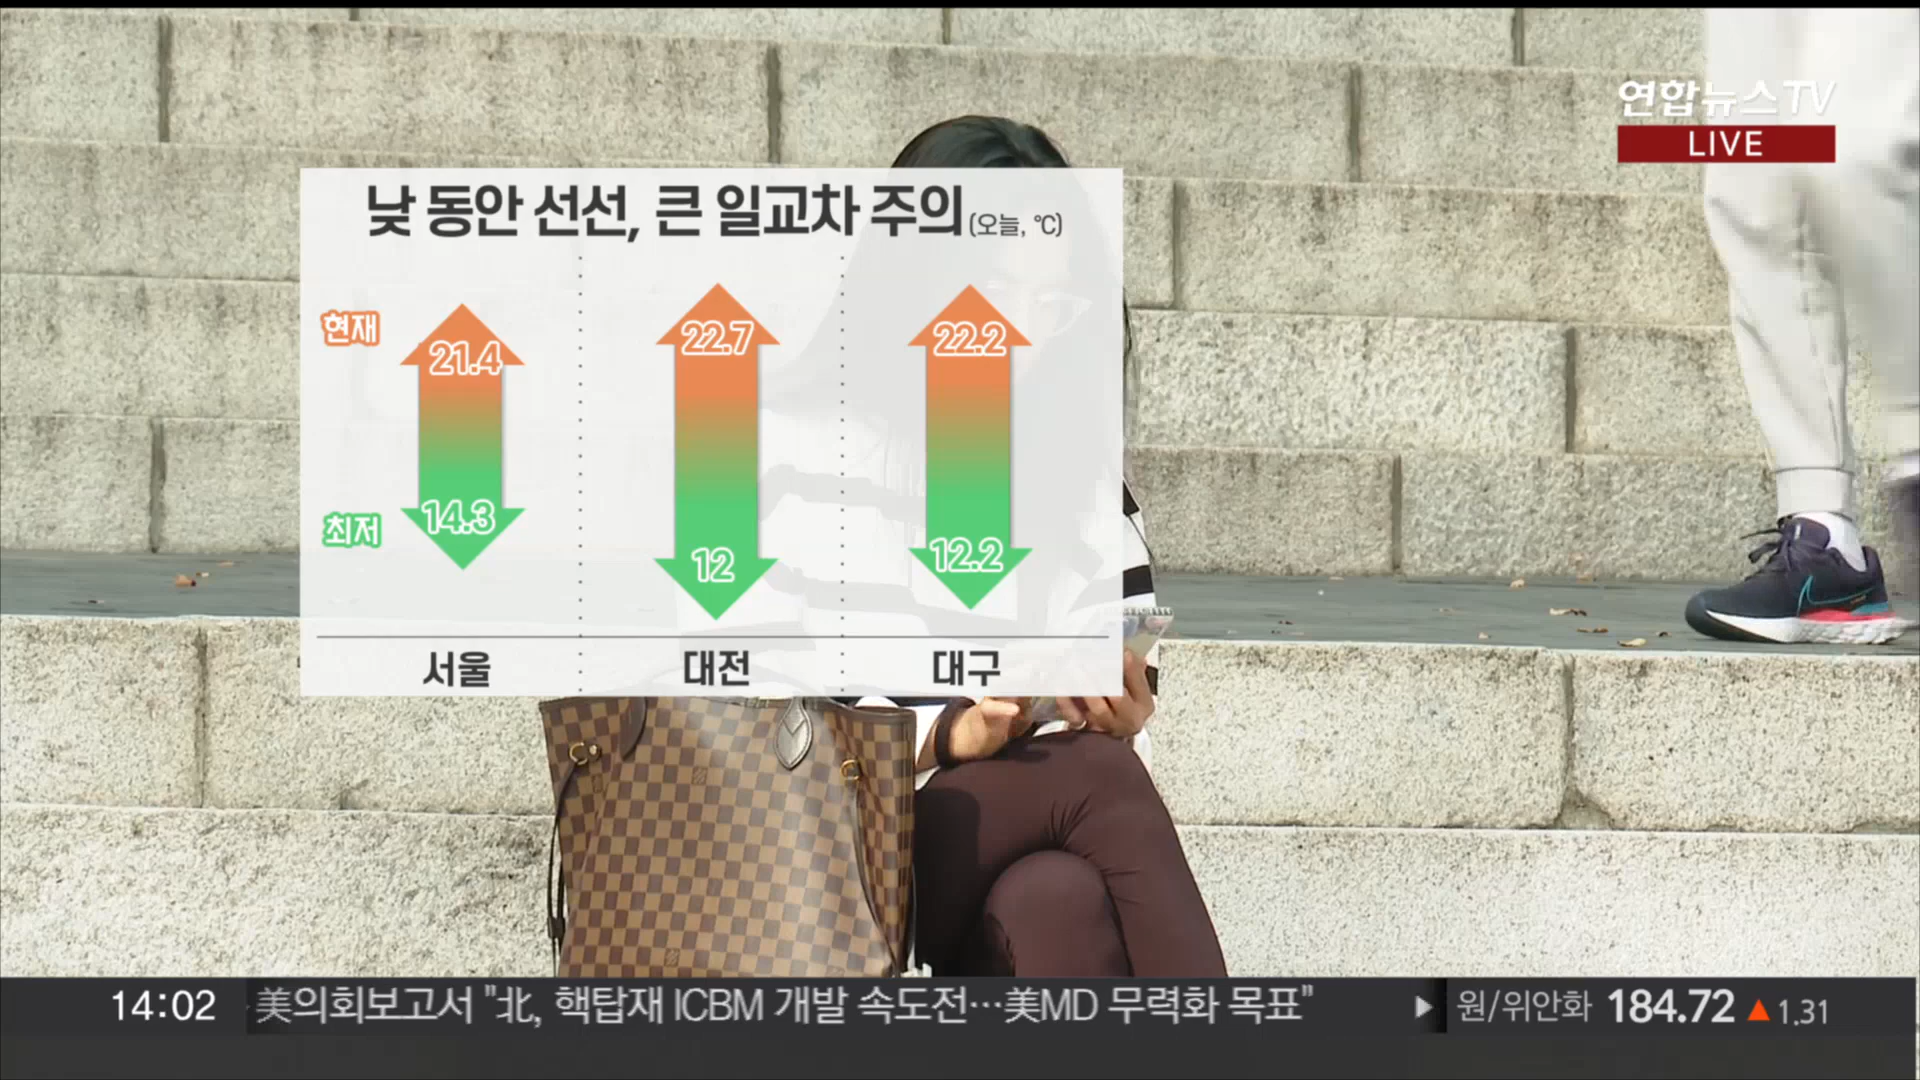 연합뉴스TV
LIVE
낮 동안 선선, 큰 일교차 주의 (오늘, ℃)
현재
21.4
22.7
22.2
최저
14.3
12
12.2
서울
대전
대구
14:02
美의회보고서 "北, 핵탑재 ICBM 개발 속도전…美MD 무력화 목표"
▶ 원/위안화 184.72 ▲ 1.31